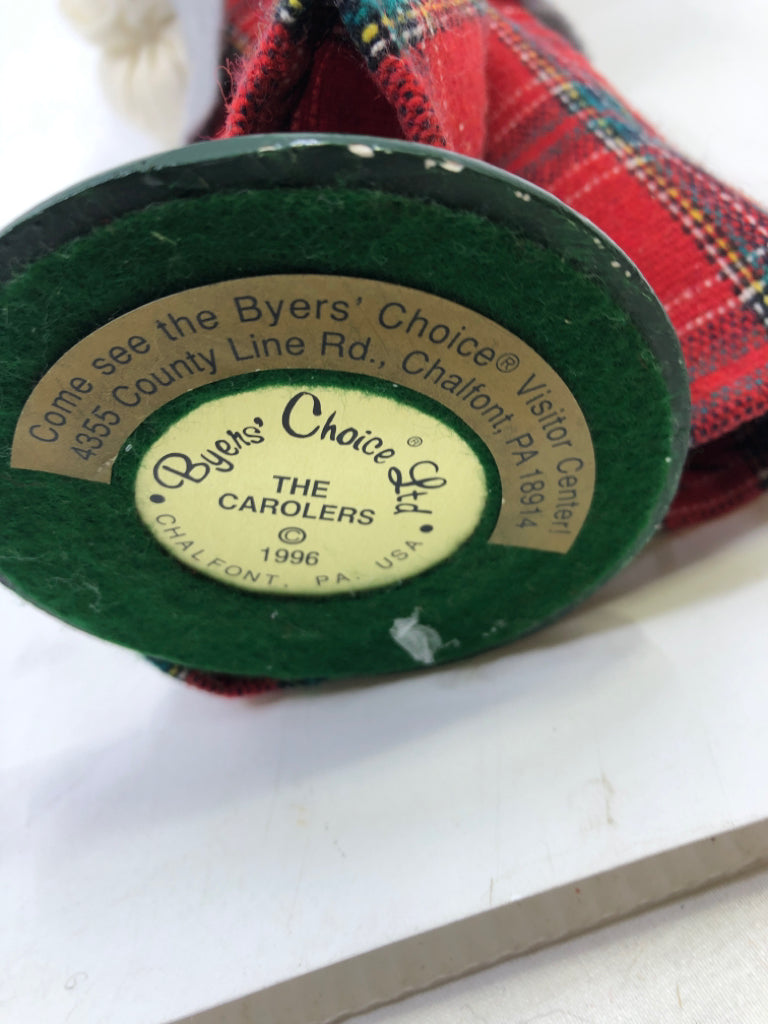 Come see the Byers' Choice® Visitor Center!
4355 County Line Rd., Chalfont, PA 18914
Byers' Choice Ltd®
THE
CAROLERS
©
1996
• CHALFONT, PA. USA •